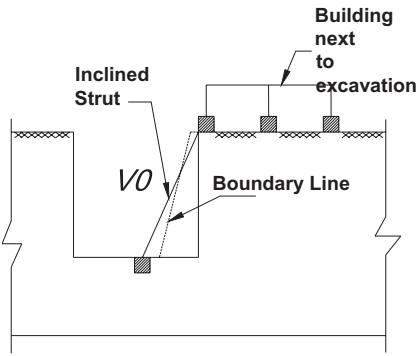 Building
next
to
excavation
Inclined
Strut
V0
Boundary Line